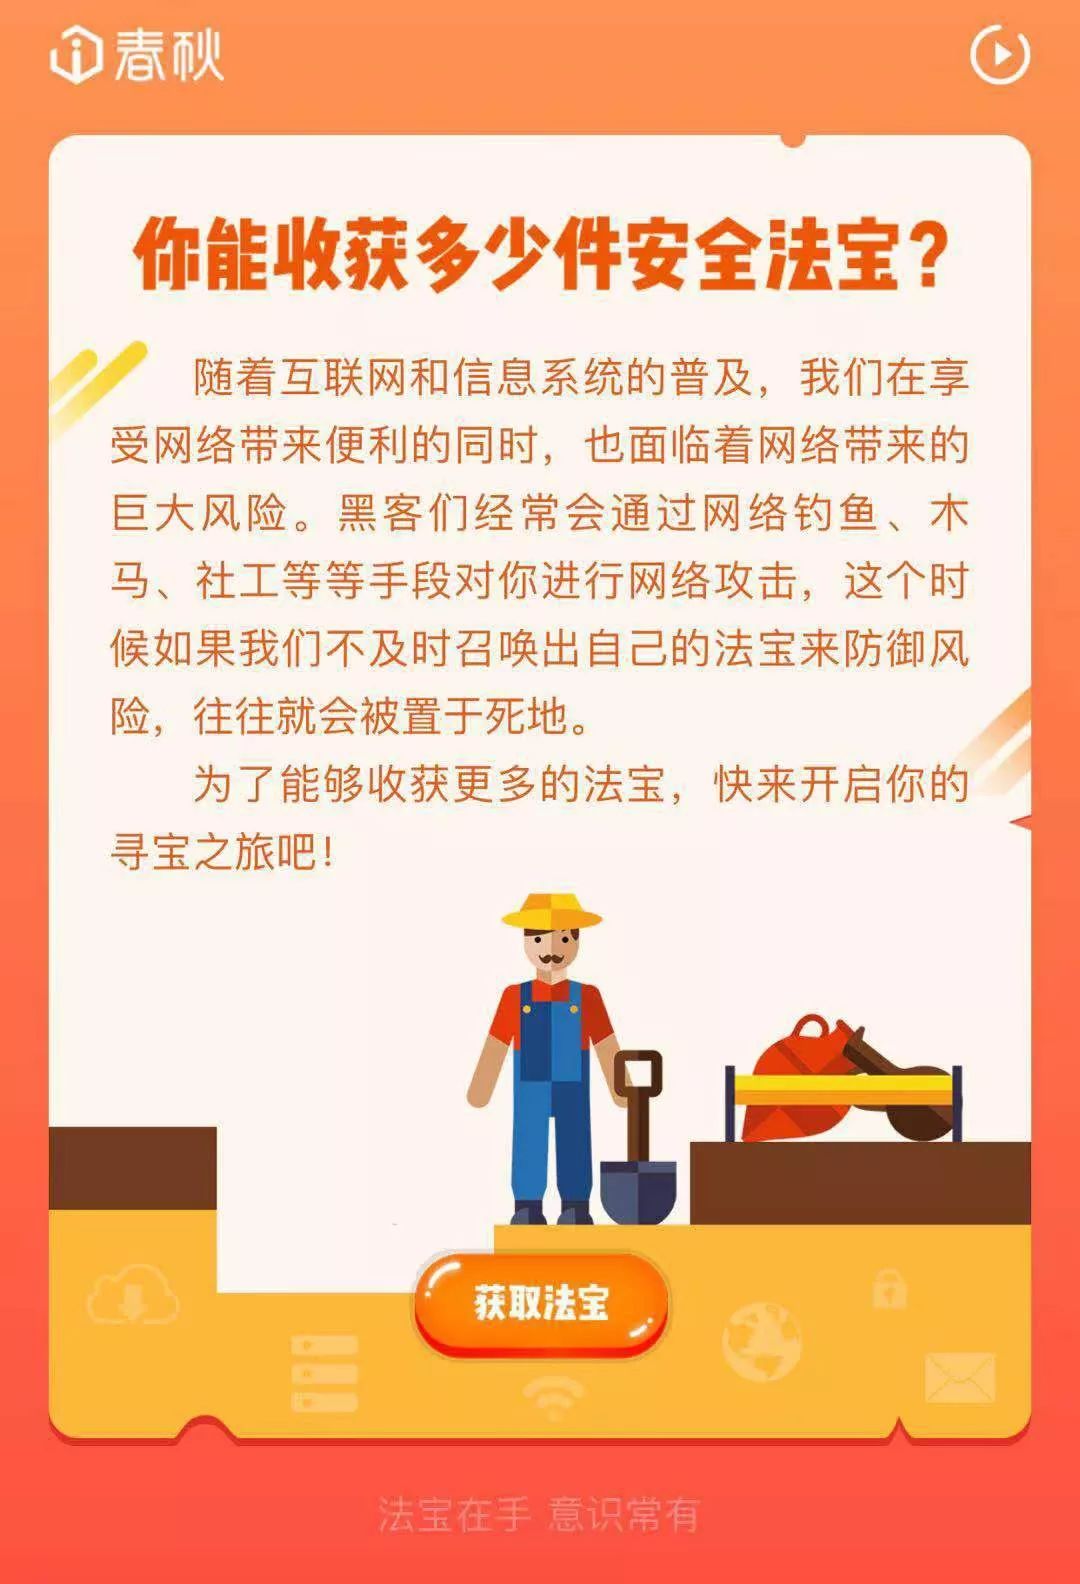 春秋
你能收获多少件安全法宝？
随着互联网和信息系统的普及，我们在享
受网络带来便利的同时，也面临着网络带来的
巨大风险。黑客们经常会通过网络钓鱼、木
马、社工等等手段对你进行网络攻击，这个时
候如果我们不及时召唤出自己的法宝来防御风
险，往往就会被置于死地。
为了能够收获更多的法宝，快来开启你的
寻宝之旅吧！
获取法宝
法宝在手 意识常有